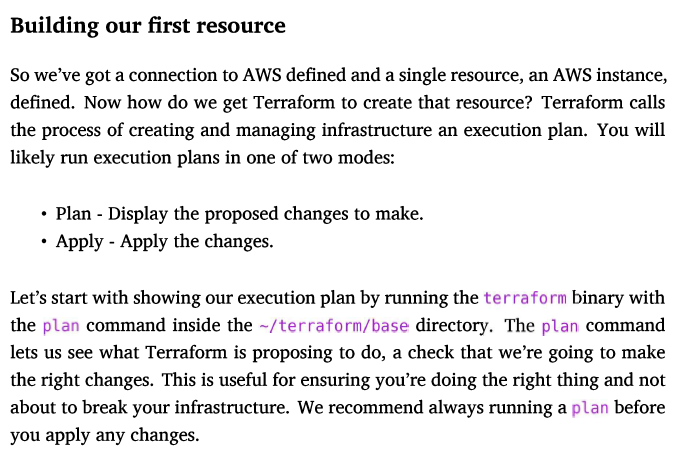 Building our first resource
So we’ve got a connection to AWS defined and a single resource, an AWS instance,
defined. Now how do we get Terraform to create that resource? Terraform calls
the process of creating and managing infrastructure an execution plan. You will
likely run execution plans in one of two modes:
• Plan - Display the proposed changes to make.
• Apply - Apply the changes.
Let’s start with showing our execution plan by running the terraform binary with
the plan command inside the ~/terraform/base directory. The plan command
lets us see what Terraform is proposing to do, a check that we’re going to make
the right changes. This is useful for ensuring you’re doing the right thing and not
about to break your infrastructure. We recommend always running a plan before
you apply any changes.